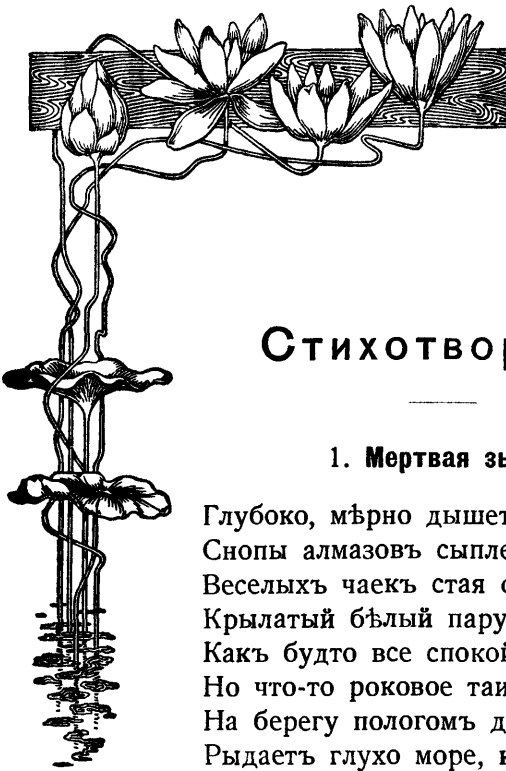 Стихотвор
1. Мертвая зы
Глубоко, мѣрно дышет
Снопы алмазовъ сыпле
Веселыхъ чаекъ стая с
Крылатый бѣлый пару
Какъ будто все спокой
Но что-то роковое таи
На берегу пологомъ д
Рыдаетъ глухо море, н